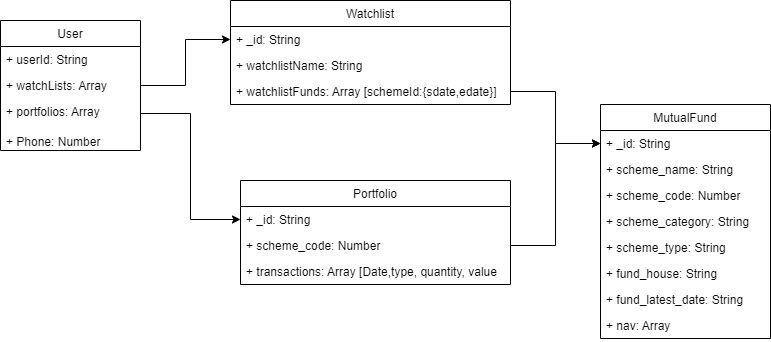 User
+ userId: String
+ watchLists: Array
+ portfolios: Array
+ Phone: Number
Watchlist
+ _id: String
+ watchlistName: String
+ watchlistFunds: Array [schemeId:{sdate,edate}]
Portfolio
+ _id: String
+ scheme_code: Number
+ transactions: Array [Date,type, quantity, value
MutualFund
+ _id: String
+ scheme_name: String
+ scheme_code: Number
+ scheme_category: String
+ scheme_type: String
+ fund_house: String
+ fund_latest_date: String
+ nav: Array